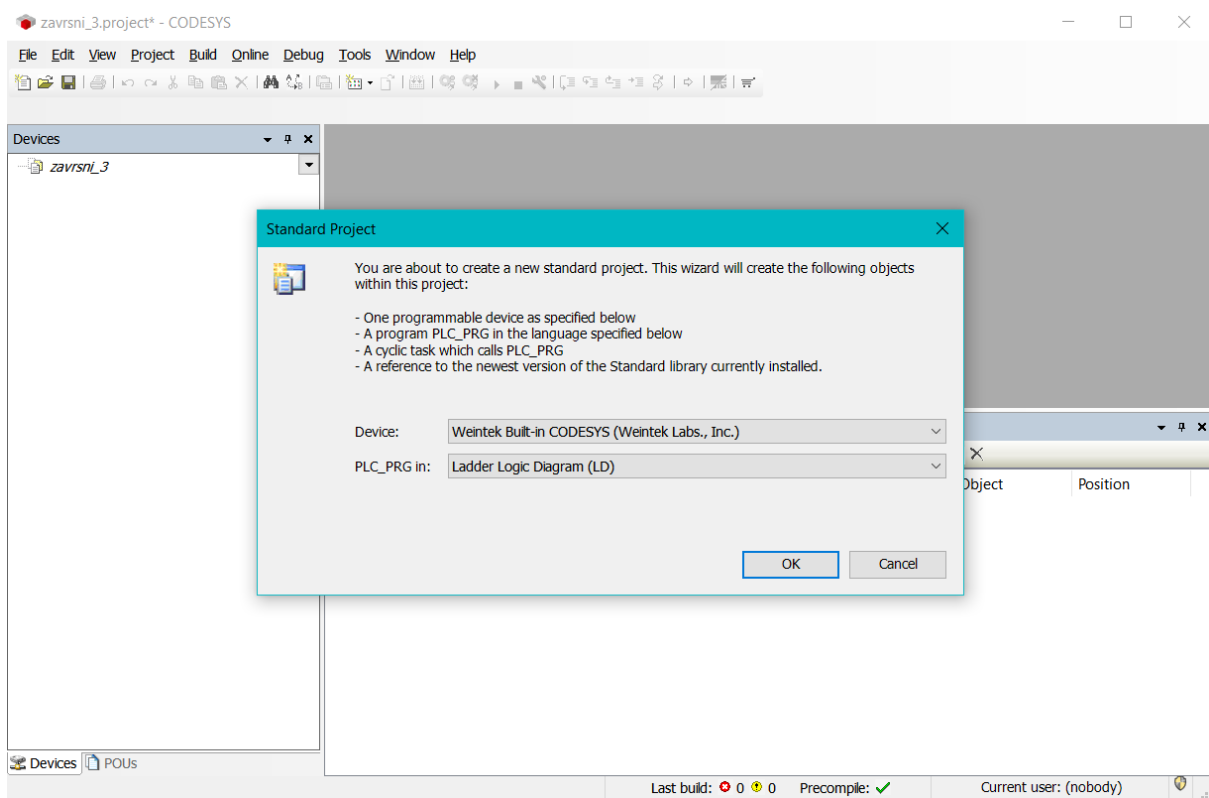 zavrsni_3.project* - CODESYS
File Edit View Project Build Online Debug Tools Window Help
Devices
zavrsni_3
Standard Project
You are about to create a new standard project. This wizard will create the following objects
within this project:
- One programmable device as specified below
- A program PLC_PRG in the language specified below
- A cyclic task which calls PLC_PRG
- A reference to the newest version of the Standard library currently installed.
Device: Weintek Built-in CODESYS (Weintek Labs., Inc.)
PLC_PRG in: Ladder Logic Diagram (LD)
Object Position
OK Cancel
Devices POUs
Last build: 0 0 Precompile: Current user: (nobody)